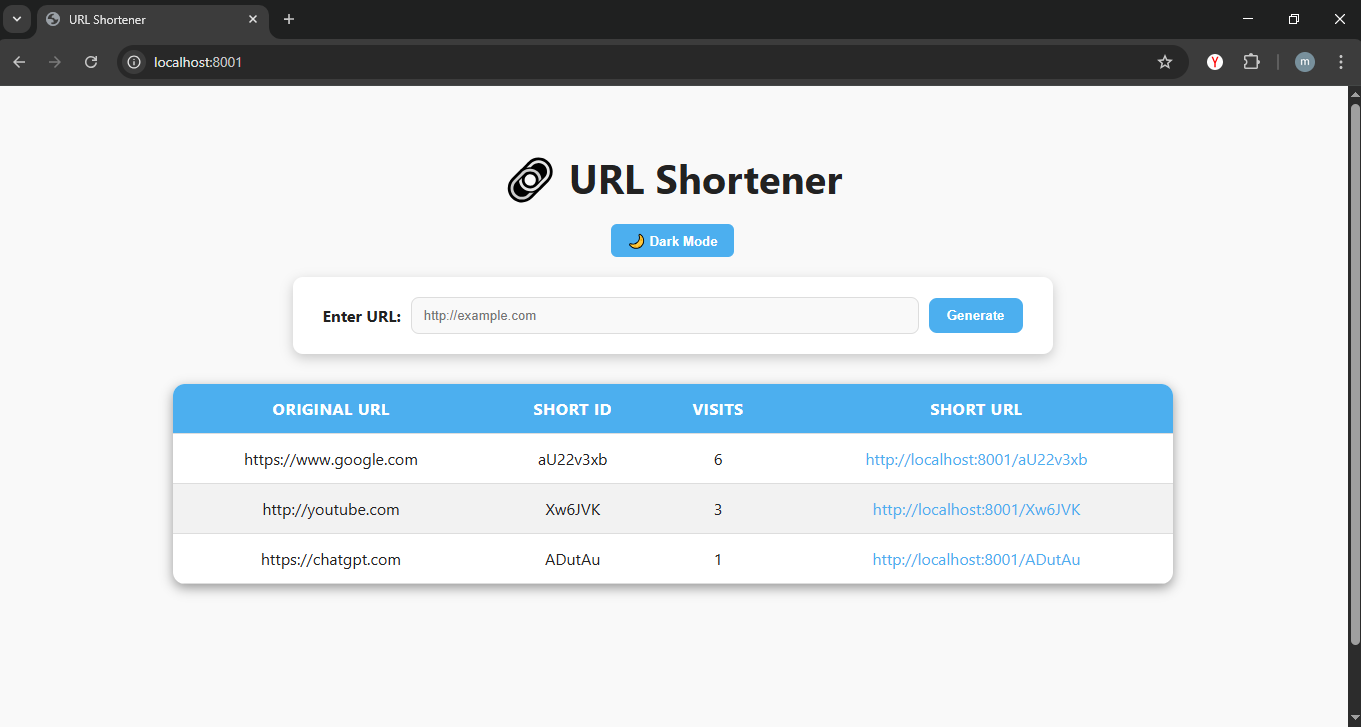 URL Shortener
localhost:8001
Y
m
URL Shortener
🌙 Dark Mode
Enter URL: http://example.com Generate
ORIGINAL URL SHORT ID VISITS SHORT URL
https://www.google.com aU22v3xb 6 http://localhost:8001/aU22v3xb
http://youtube.com Xw6JVK 3 http://localhost:8001/Xw6JVK
https://chatgpt.com ADutAu 1 http://localhost:8001/ADutAu